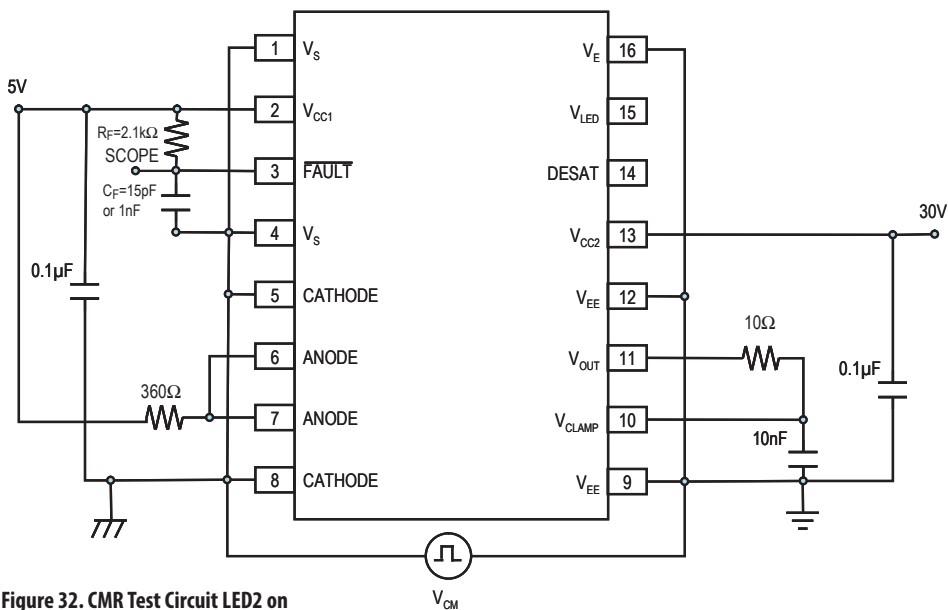 5V
R_F=2.1kΩ
SCOPE
C_F=15pF
or 1nF
0.1µF
360Ω
1 V_S
2 V_CC1
3 FAULT
4 V_S
5 CATHODE
6 ANODE
7 ANODE
8 CATHODE
V_E 16
V_LED 15
DESAT 14
V_CC2 13
V_EE 12
V_OUT 11
V_CLAMP 10
V_EE 9
30V
10Ω
0.1µF
10nF
V_CM
Figure 32. CMR Test Circuit LED2 on